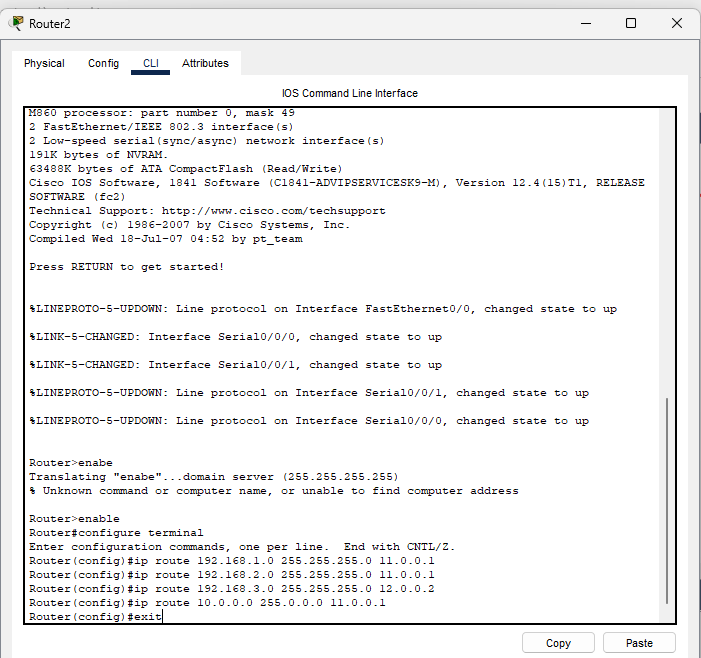 Router2
Physical Config CLI Attributes
IOS Command Line Interface
M860 processor: part number 0, mask 49
2 FastEthernet/IEEE 802.3 interface(s)
2 Low-speed serial(sync/async) network interface(s)
191K bytes of NVRAM.
63488K bytes of ATA CompactFlash (Read/Write)
Cisco IOS Software, 1841 Software (C1841-ADVIPSERVICESK9-M), Version 12.4(15)T1, RELEASE
SOFTWARE (fc2)
Technical Support: http://www.cisco.com/techsupport
Copyright (c) 1986-2007 by Cisco Systems, Inc.
Compiled Wed 18-Jul-07 04:52 by pt_team
Press RETURN to get started!
%LINEPROTO-5-UPDOWN: Line protocol on Interface FastEthernet0/0, changed state to up
%LINK-5-CHANGED: Interface Serial0/0/0, changed state to up
%LINK-5-CHANGED: Interface Serial0/0/1, changed state to up
%LINEPROTO-5-UPDOWN: Line protocol on Interface Serial0/0/1, changed state to up
%LINEPROTO-5-UPDOWN: Line protocol on Interface Serial0/0/0, changed state to up
Router>enabe
Translating "enabe"...domain server (255.255.255.255)
% Unknown command or computer name, or unable to find computer address
Router>enable
Router#configure terminal
Enter configuration commands, one per line.  End with CNTL/Z.
Router(config)#ip route 192.168.1.0 255.255.255.0 11.0.0.1
Router(config)#ip route 192.168.2.0 255.255.255.0 11.0.0.1
Router(config)#ip route 192.168.3.0 255.255.255.0 12.0.0.2
Router(config)#ip route 10.0.0.0 255.0.0.0 11.0.0.1
Router(config)#exit
Copy Paste